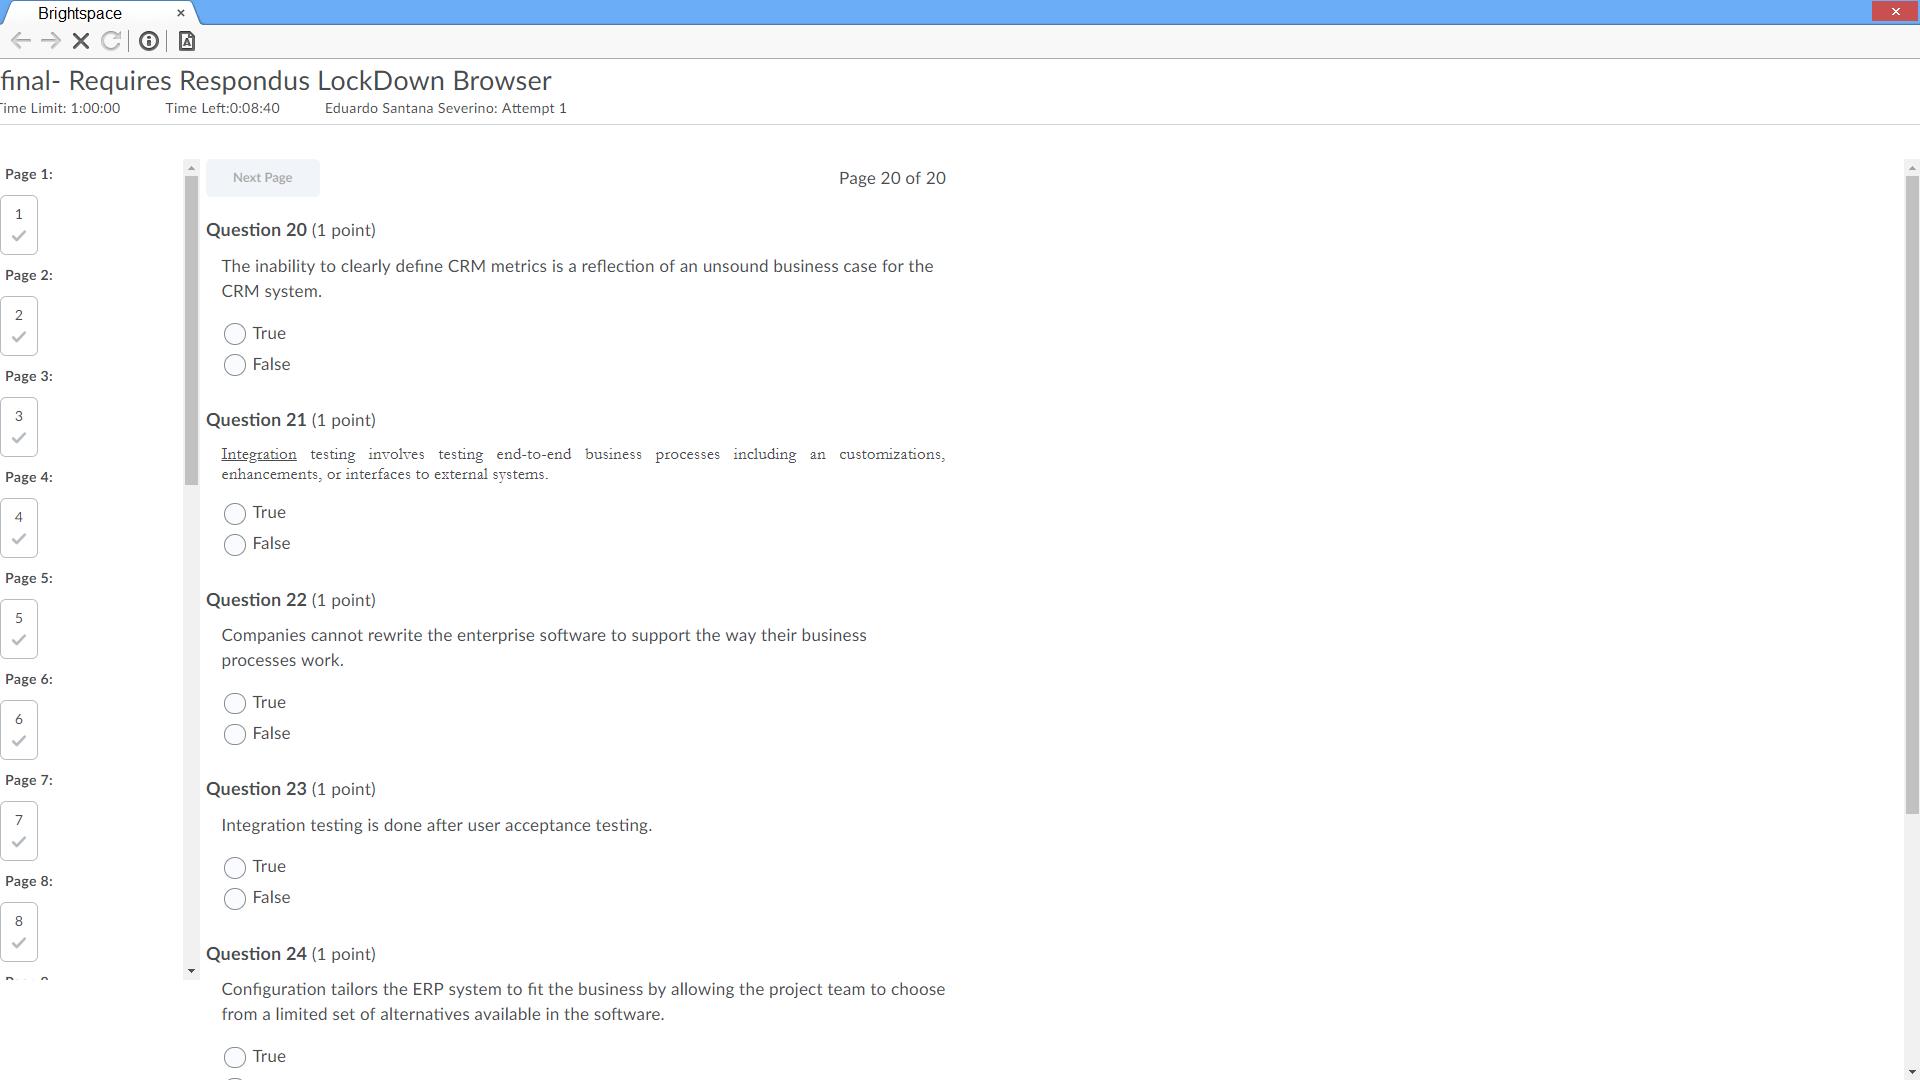 Brightspace
final- Requires Respondus LockDown Browser
Time Limit: 1:00:00 Time Left:0:08:40 Eduardo Santana Severino: Attempt 1
Page 1:
1
Page 2:
2
Page 3:
3
Page 4:
4
Page 5:
5
Page 6:
6
Page 7:
7
Page 8:
8
Next Page
Page 20 of 20
Question 20 (1 point)
The inability to clearly define CRM metrics is a reflection of an unsound business case for the
CRM system.
True
False
Question 21 (1 point)
Integration testing involves testing end-to-end business processes including an customizations,
enhancements, or interfaces to external systems.
True
False
Question 22 (1 point)
Companies cannot rewrite the enterprise software to support the way their business
processes work.
True
False
Question 23 (1 point)
Integration testing is done after user acceptance testing.
True
False
Question 24 (1 point)
Configuration tailors the ERP system to fit the business by allowing the project team to choose
from a limited set of alternatives available in the software.
True